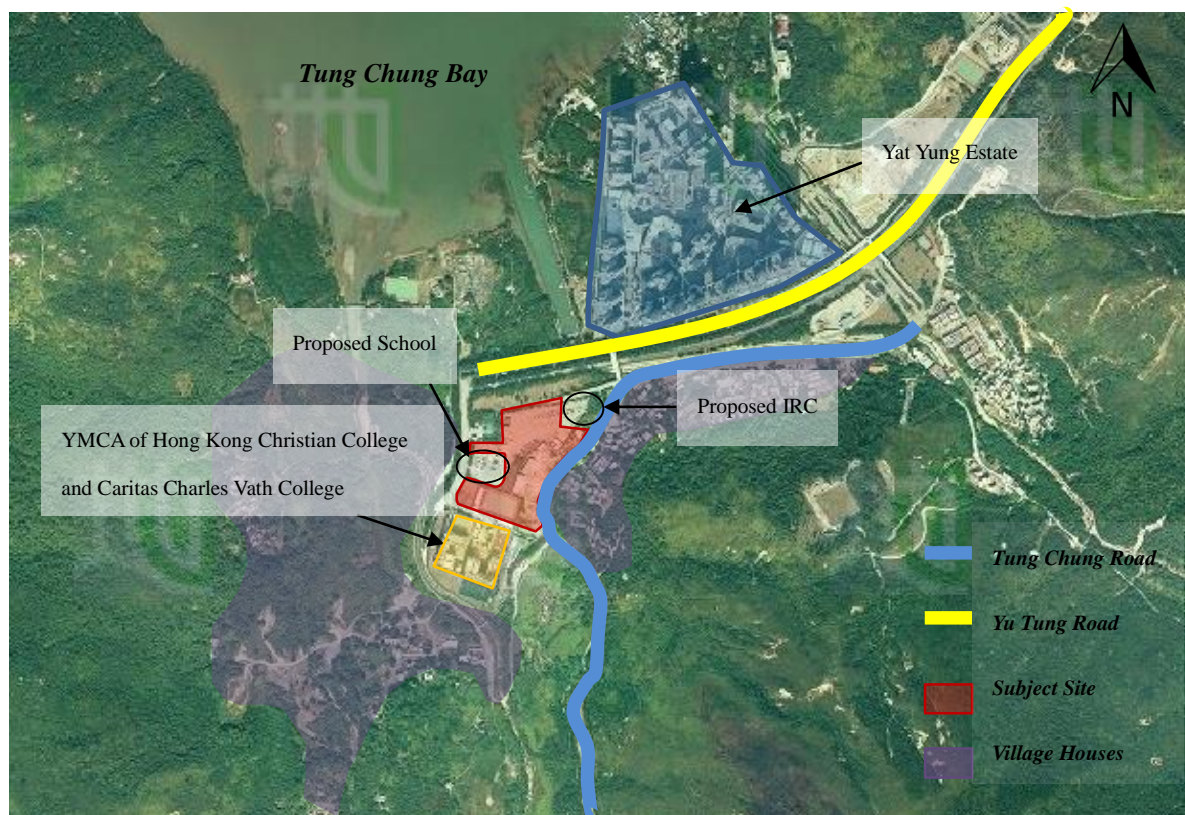 Tung Chung Bay
N
Yat Yung Estate
Proposed School
Proposed IRC
YMCA of Hong Kong Christian College
and Caritas Charles Vath College
Tung Chung Road
Yu Tung Road
Subject Site
Village Houses